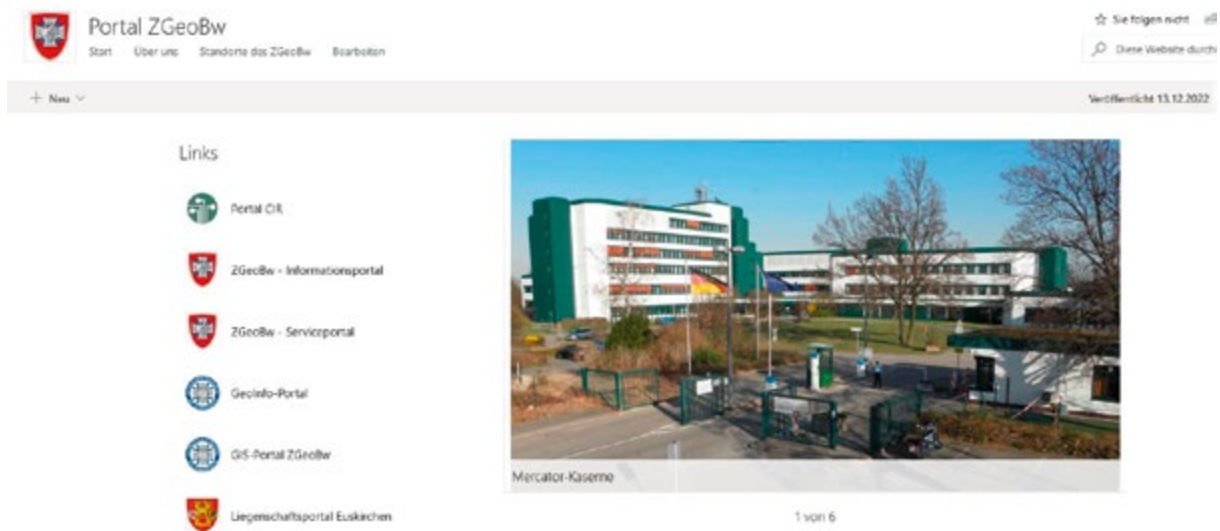 Portal ZGeoBw
Start Über uns Standorte des ZGeoBw Bearbeiten
Sie folgen nicht
Diese Website durch
+ Neu
Veröffentlicht 13.12.2022
Links
Portal CIR
ZGeoBw - Informationsportal
ZGeoBw - Serviceportal
GeoInfo-Portal
GIS-Portal ZGeoBw
Liegenschaftsportal Euskirchen
Mercator-Kaserne
1 von 6